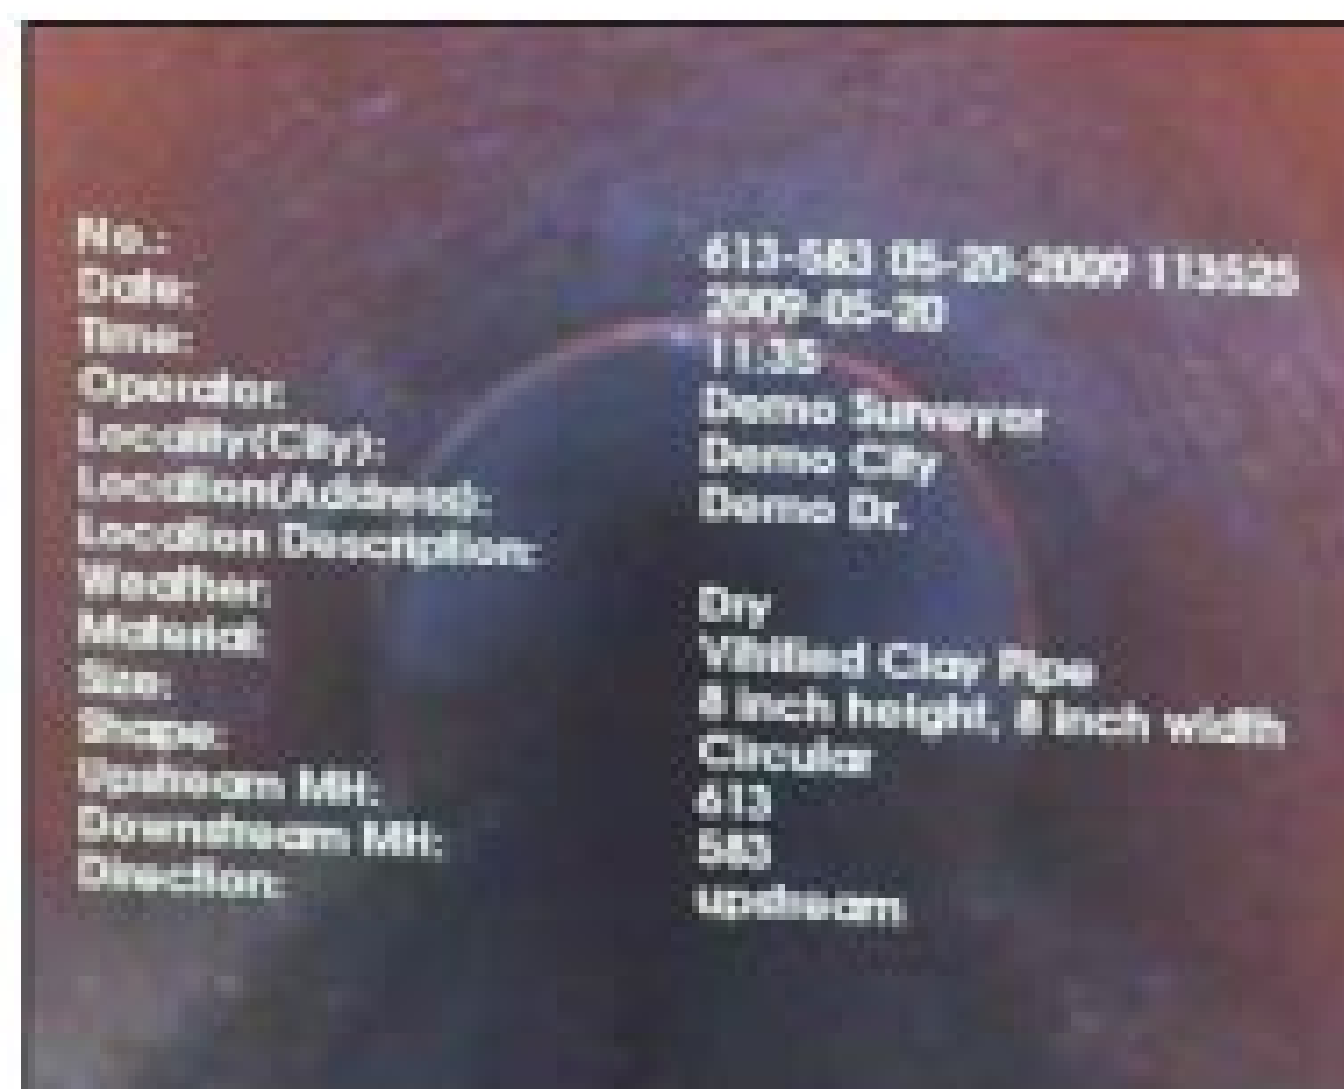 No.: 613-583 05-20-2009 113525
Date: 2009-05-20
Time: 11:35
Operator: Demo Surveyor
Locality(City): Demo City
Location(Address): Demo Dr.
Location Description:
Weather: Dry
Material: Vitrified Clay Pipe
Size: 8 inch height, 8 inch width
Shape: Circular
Upstream MH: 613
Downstream MH: 583
Direction: upstream